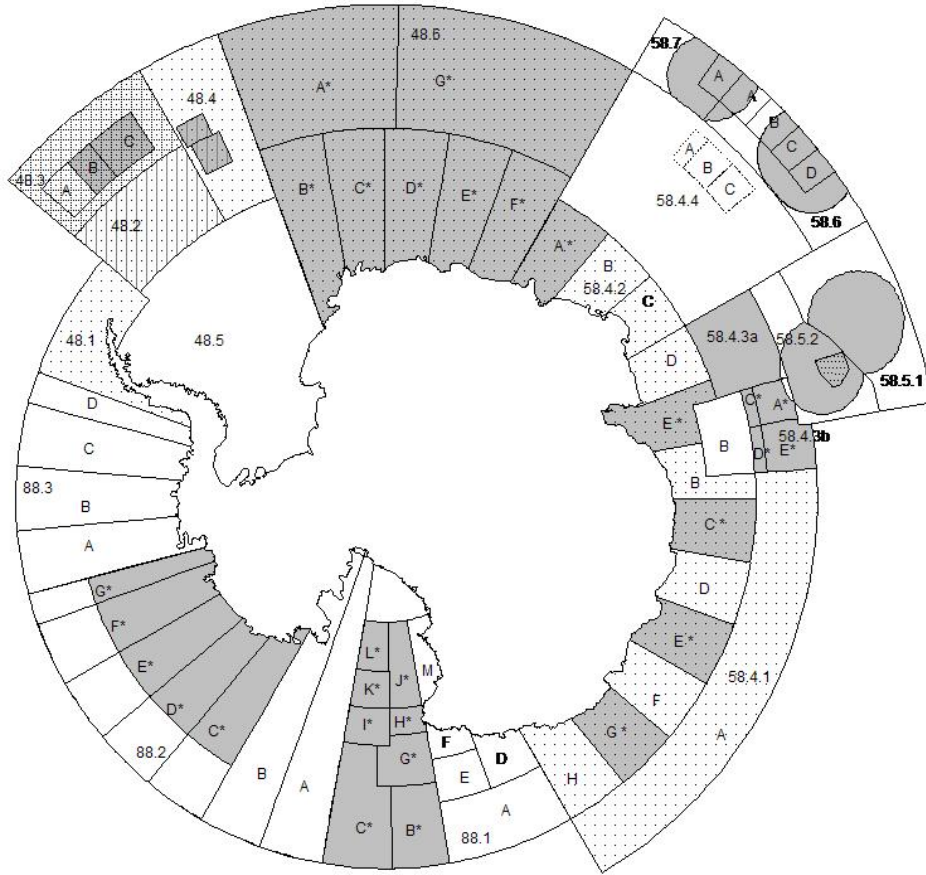 48.6
58.7
A*
G*
48.4
A
A
B
C
D
C
B
A
48.3
A
B
C
58.4.4
58.6
B*
C*
D*
E*
F*
48.2
A*
B
58.4.2
C
48.1
48.5
58.4.3a
58.5.2
D
58.5.1
D
C*
A*
E*
58.4.3b
C
B
D*
E*
88.3
B
B
C*
A
D
G*
F*
E*
L*
M
J*
58.4.1
E*
K*
F
D*
I*
H*
A
C*
G*
88.2
F
D
G*
B
A
E
H
A
C*
B*
88.1